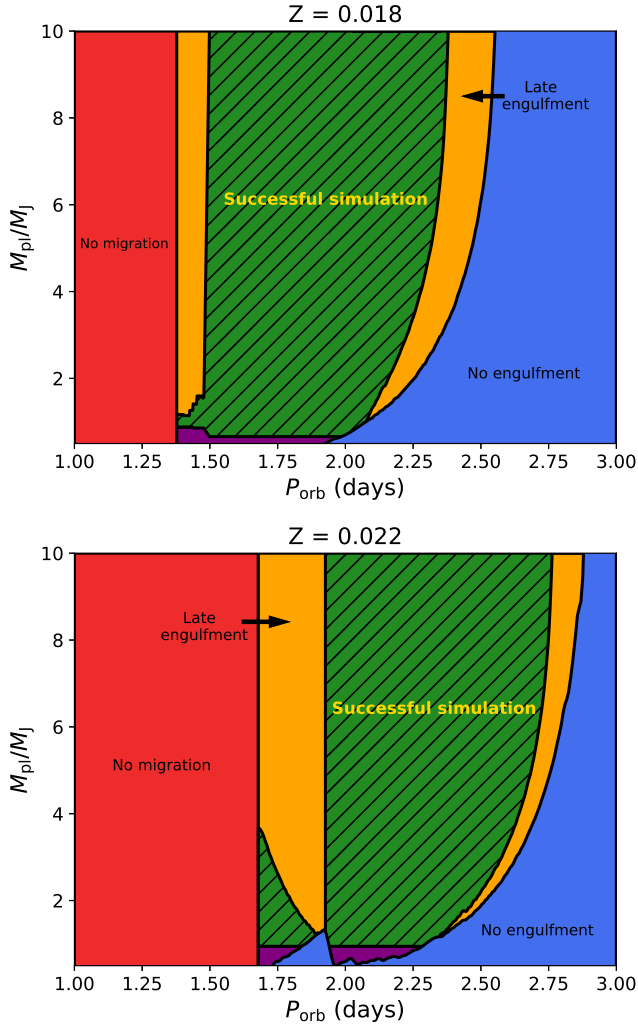 Z = 0.018
10
8
6
4
2
M_pl/M_J
Late
engulfment
Successful simulation
No migration
No engulfment
1.00 1.25 1.50 1.75 2.00 2.25 2.50 2.75 3.00
P_orb (days)
Z = 0.022
10
8
6
4
2
M_pl/M_J
Late
engulfment
Successful simulation
No migration
No engulfment
1.00 1.25 1.50 1.75 2.00 2.25 2.50 2.75 3.00
P_orb (days)